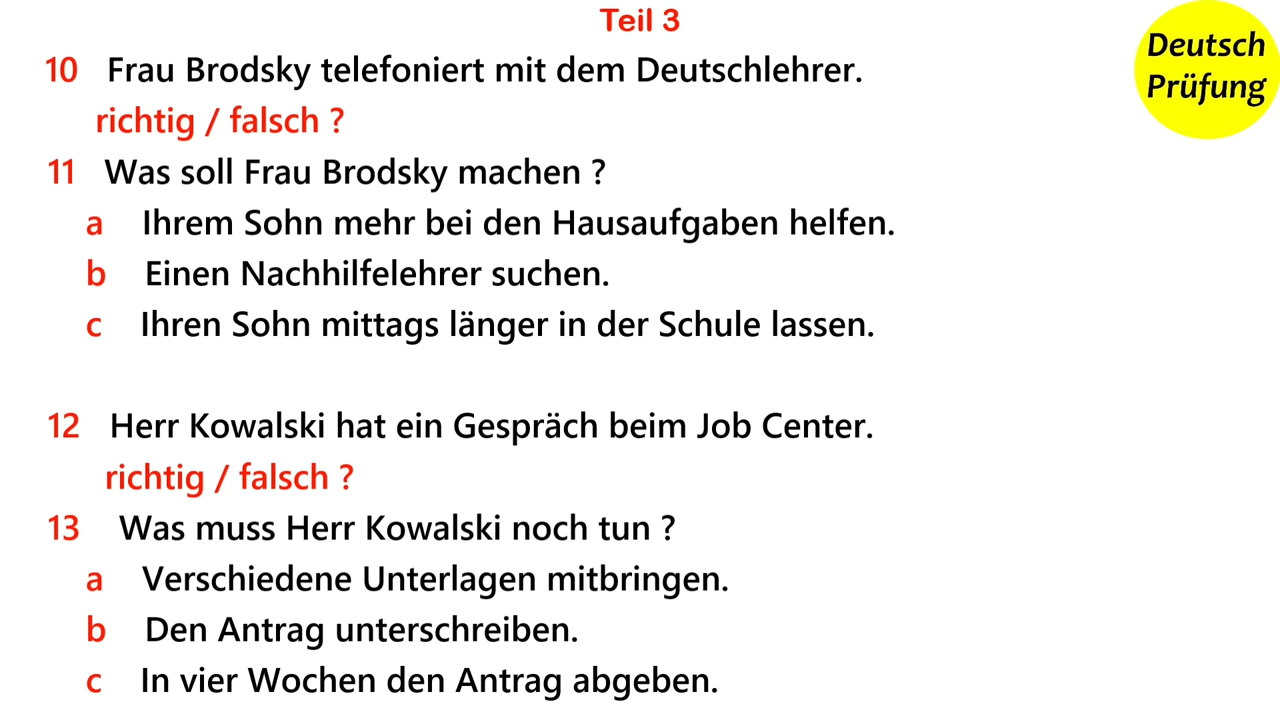 Teil 3
Deutsch
Prüfung
10 Frau Brodsky telefoniert mit dem Deutschlehrer.
richtig / falsch ?
11 Was soll Frau Brodsky machen ?
a Ihrem Sohn mehr bei den Hausaufgaben helfen.
b Einen Nachhilfelehrer suchen.
c Ihren Sohn mittags länger in der Schule lassen.
12 Herr Kowalski hat ein Gespräch beim Job Center.
richtig / falsch ?
13 Was muss Herr Kowalski noch tun ?
a Verschiedene Unterlagen mitbringen.
b Den Antrag unterschreiben.
c In vier Wochen den Antrag abgeben.